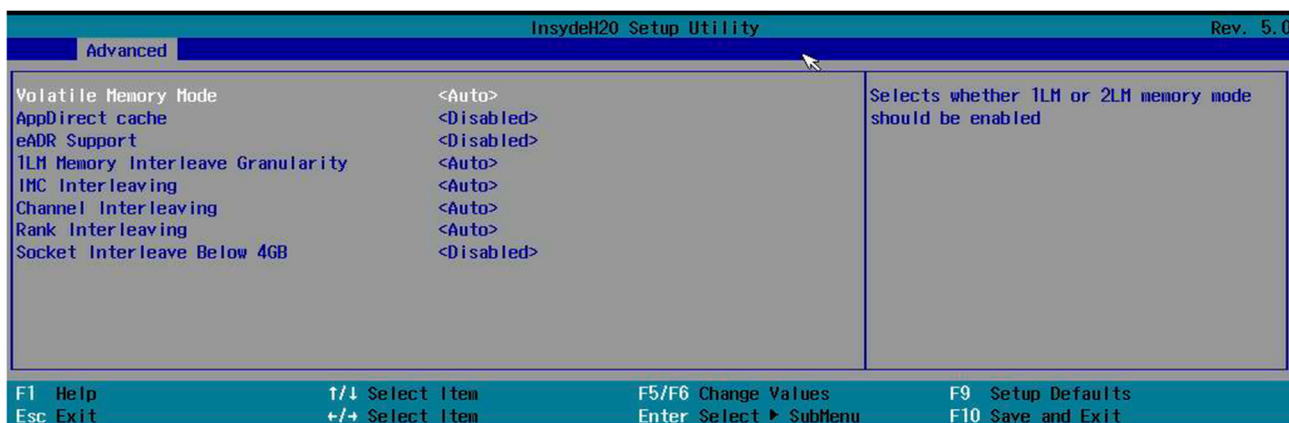 InsydeH20 Setup Utility Rev. 5.0
Advanced
Volatile Memory Mode <Auto>
AppDirect cache <Disabled>
eADR Support <Disabled>
1LM Memory Interleave Granularity <Auto>
IMC Interleaving <Auto>
Channel Interleaving <Auto>
Rank Interleaving <Auto>
Socket Interleave Below 4GB <Disabled>
Selects whether 1LM or 2LM memory mode
should be enabled
F1 Help ↑/↓ Select Item F5/F6 Change Values F9 Setup Defaults
Esc Exit ←/→ Select Item Enter Select ▶ SubMenu F10 Save and Exit